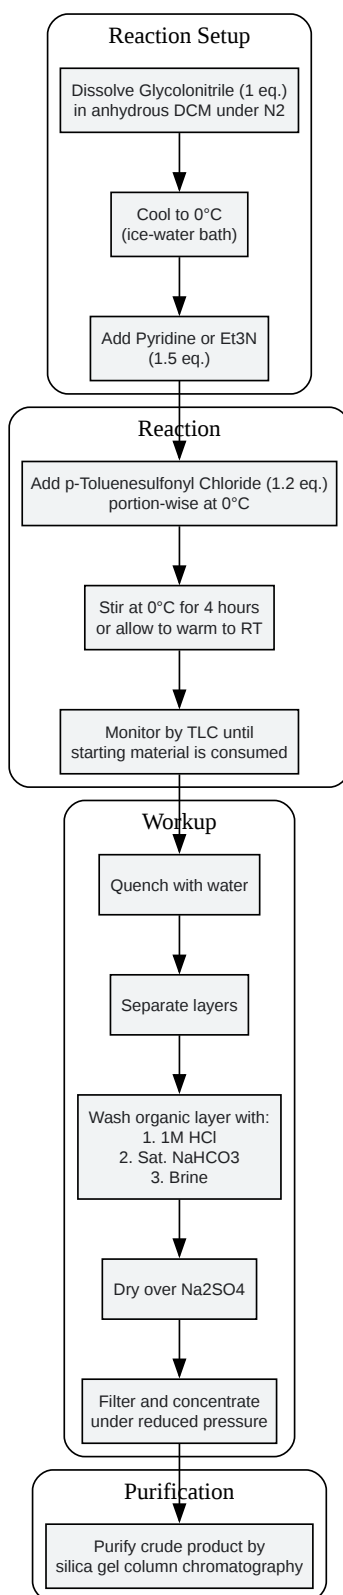 Reaction Setup
Dissolve Glycolonitrile (1 eq.)
in anhydrous DCM under N2
Cool to 0°C
(ice-water bath)
Add Pyridine or Et3N
(1.5 eq.)
Reaction
Add p-Toluenesulfonyl Chloride (1.2 eq.)
portion-wise at 0°C
Stir at 0°C for 4 hours
or allow to warm to RT
Monitor by TLC until
starting material is consumed
Workup
Quench with water
Separate layers
Wash organic layer with:
1. 1M HCl
2. Sat. NaHCO3
3. Brine
Dry over Na2SO4
Filter and concentrate
under reduced pressure
Purification
Purify crude product by
silica gel column chromatography